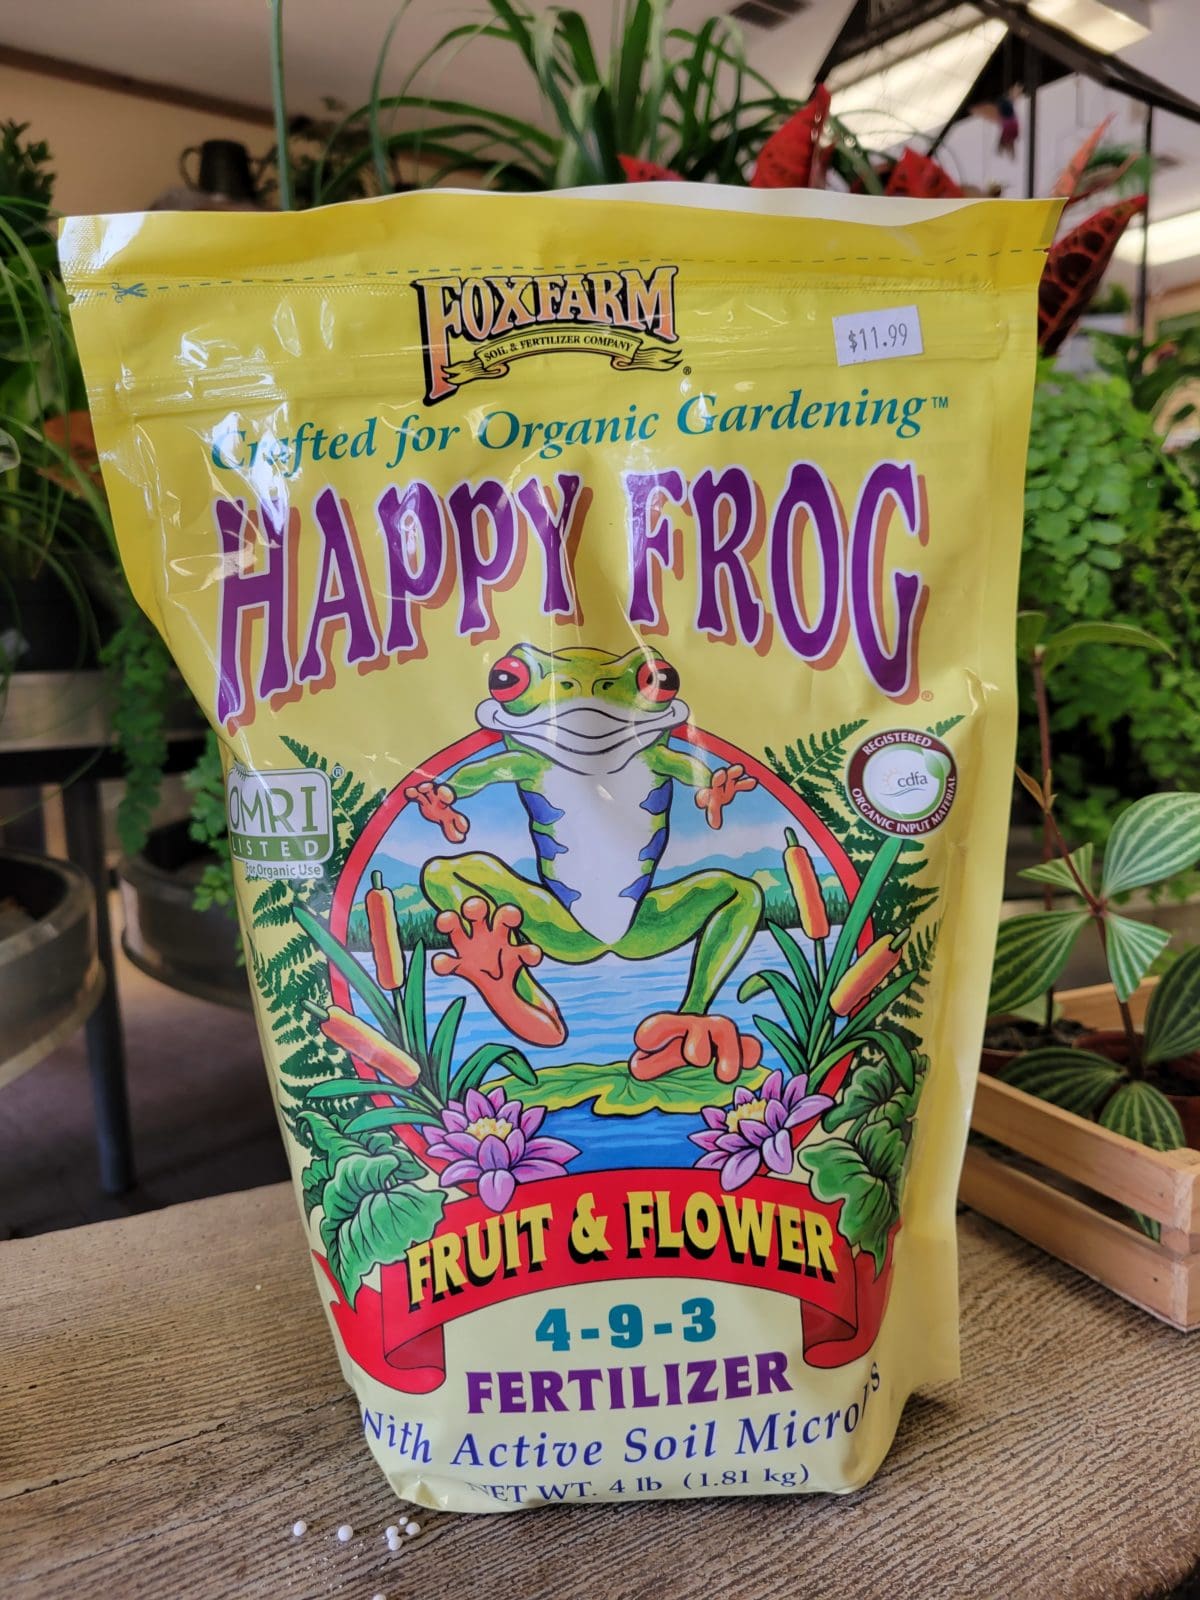 FOXFARM
SOIL & FERTILIZER COMPANY
®
$11.99
Crafted for Organic Gardening™
HAPPY FROG®
OMRI®
LISTED
For Organic Use
REGISTERED
cdfa
ORGANIC INPUT MATERIAL
FRUIT & FLOWER
4-9-3
FERTILIZER
With Active Soil Microbes
NET WT. 4 lb (1.81 kg)